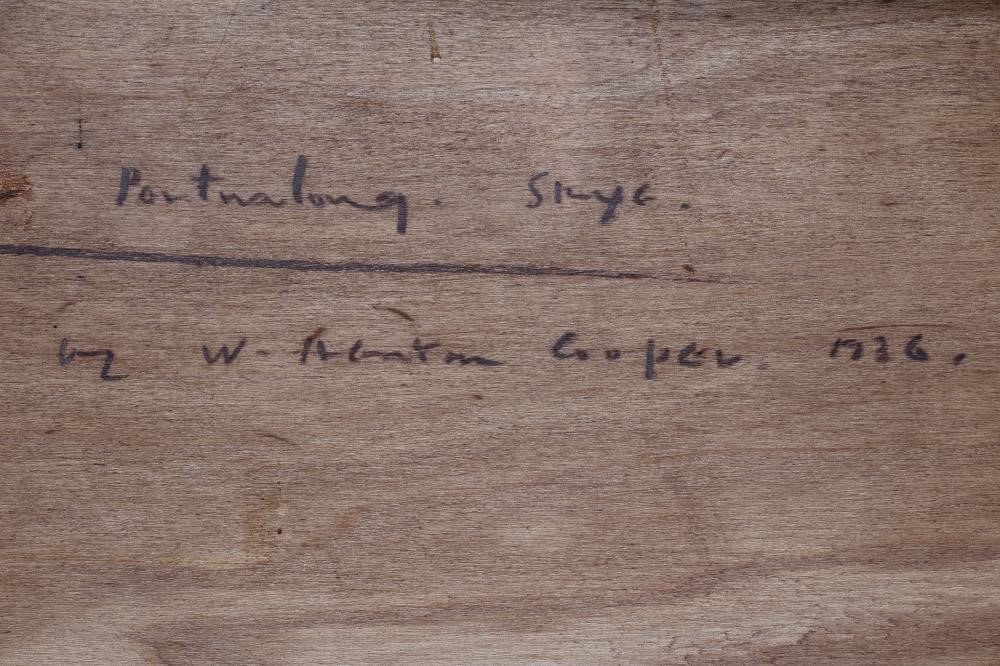 Portnalong. Skye.
by W. Heaton Cooper. 1936.